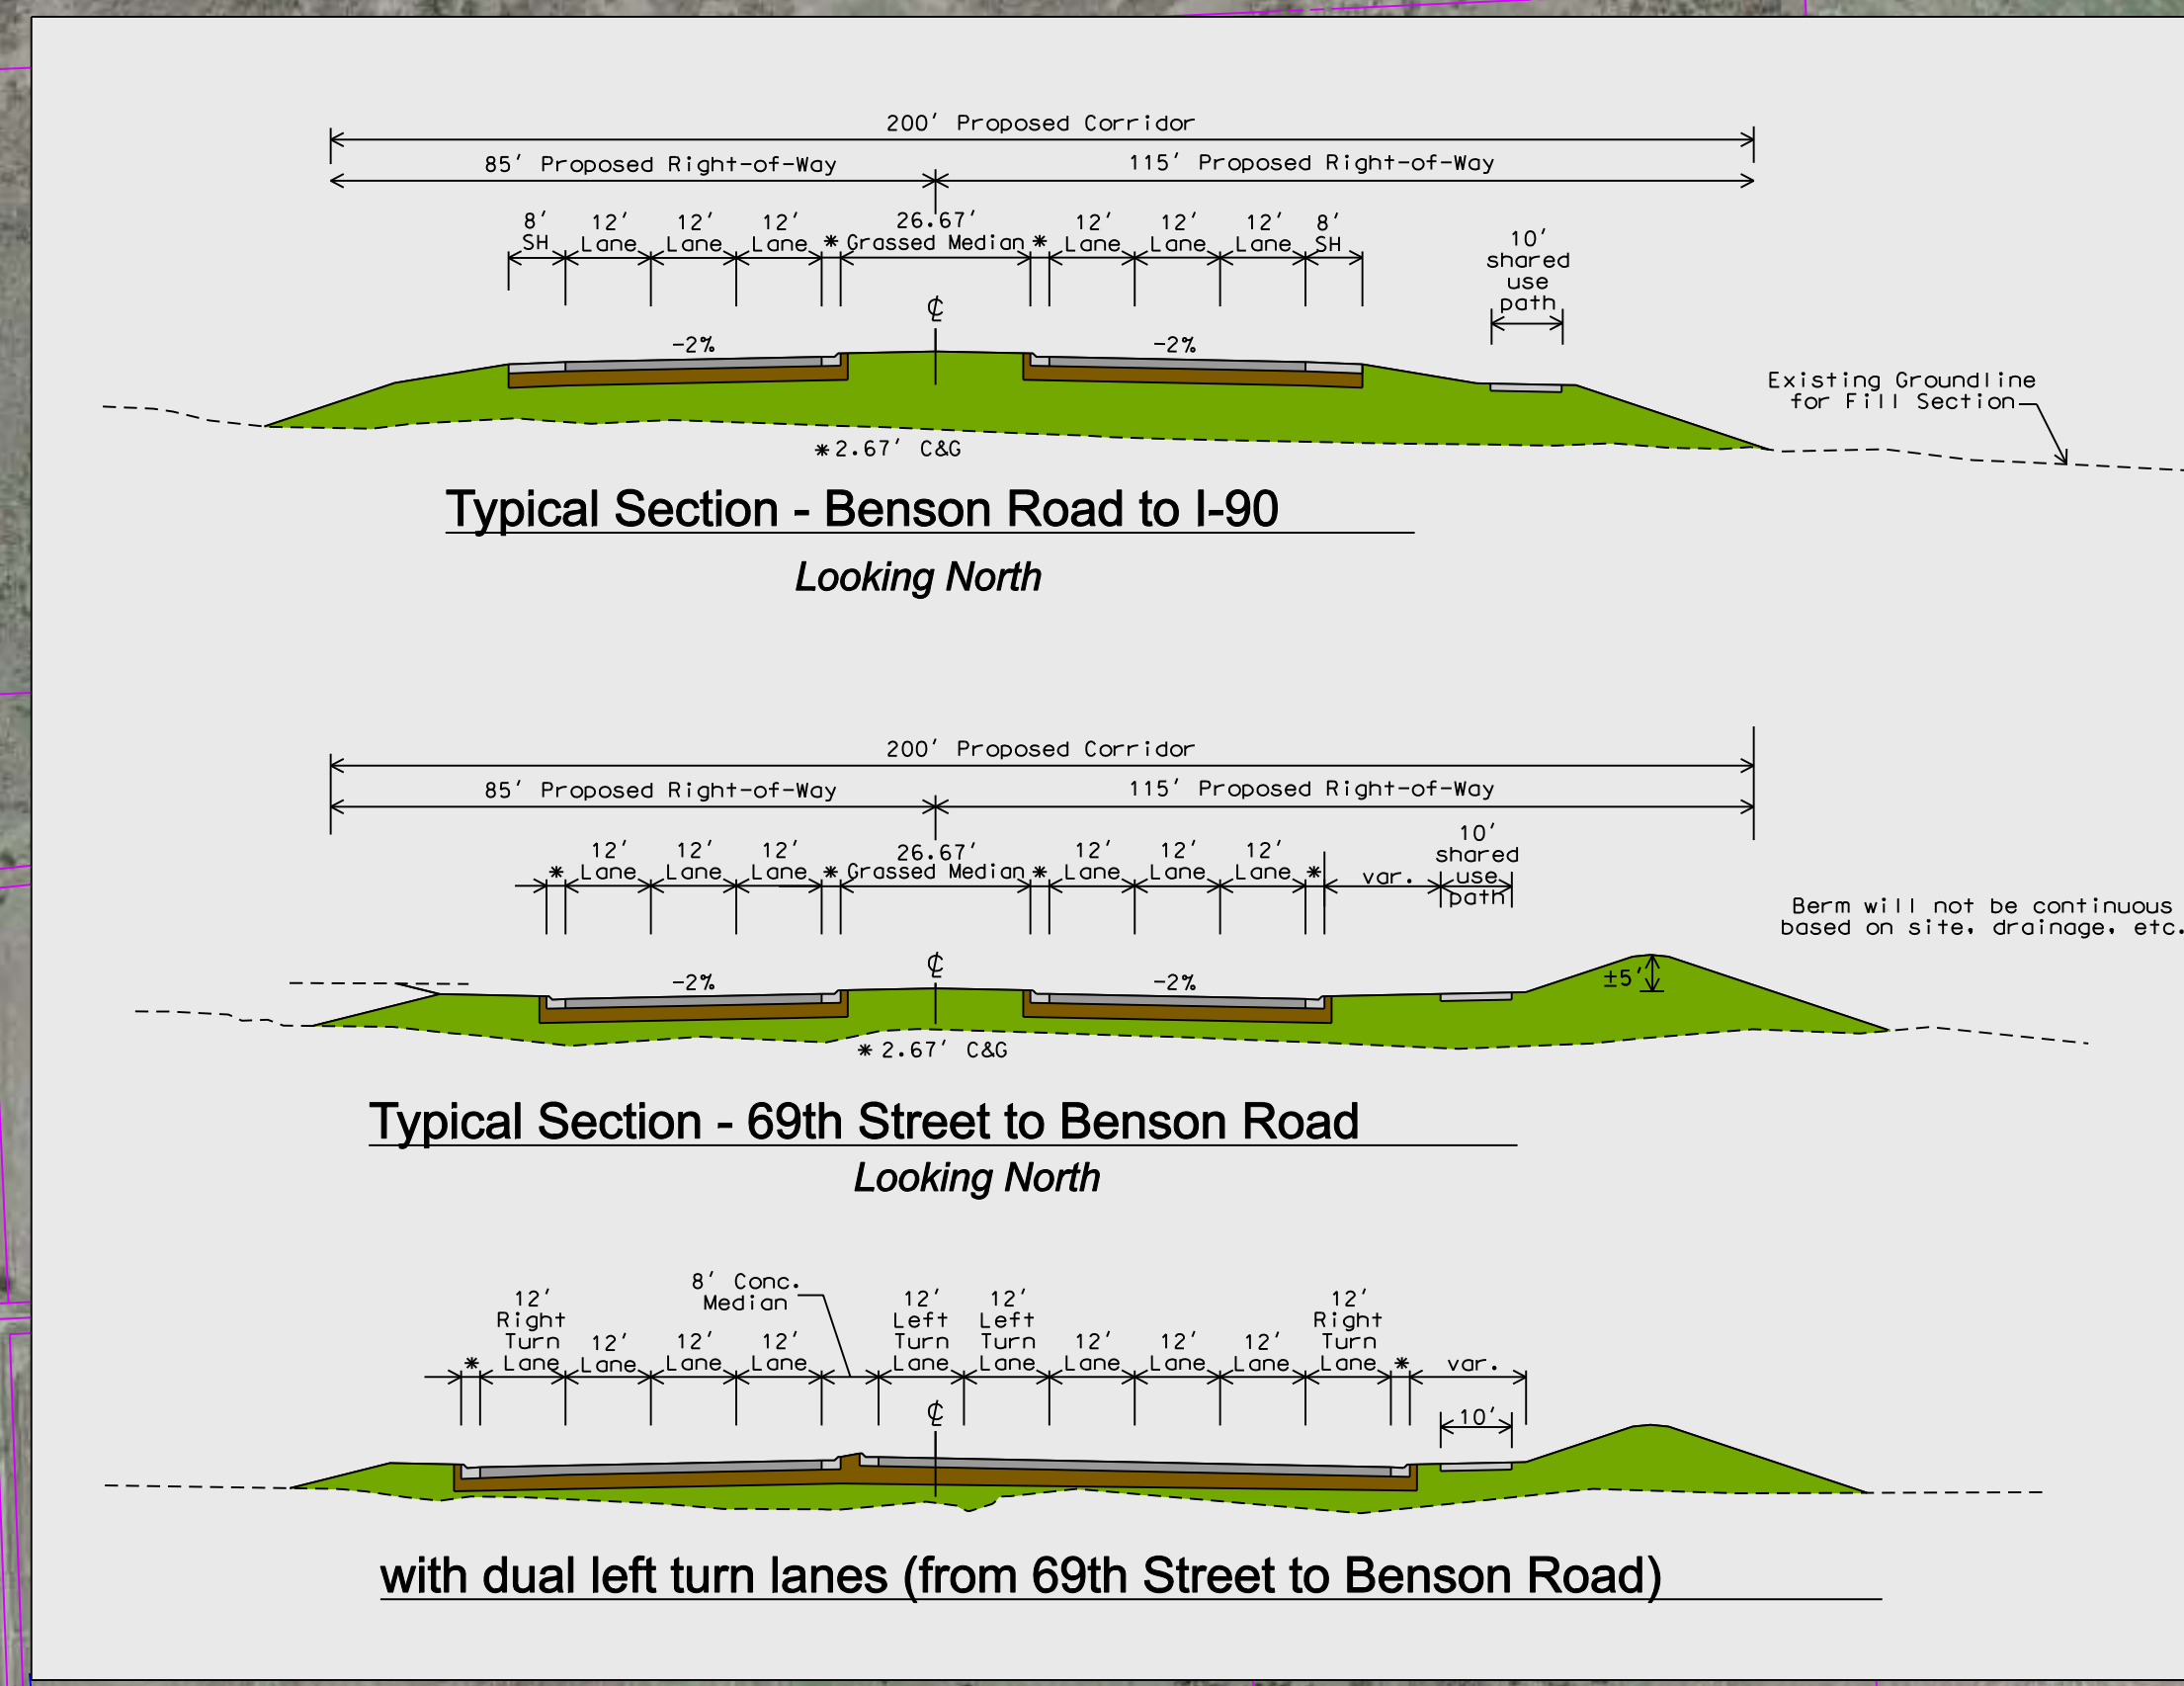 200' Proposed Corridor
85' Proposed Right-of-Way
115' Proposed Right-of-Way
8'
SH
12'
Lane
12'
Lane
12'
Lane
*
26.67'
Grassed Median
*
12'
Lane
12'
Lane
12'
Lane
8'
SH
10'
shared
use
path
℄
-2%
-2%
Existing Groundline
for Fill Section
*2.67' C&G
Typical Section - Benson Road to I-90
Looking North
200' Proposed Corridor
85' Proposed Right-of-Way
115' Proposed Right-of-Way
*
12'
Lane
12'
Lane
12'
Lane
*
26.67'
Grassed Median
*
12'
Lane
12'
Lane
12'
Lane
*
var.
10'
shared
use
path
Berm will not be continuous
based on site, drainage, etc.
℄
-2%
-2%
±5'
*2.67' C&G
Typical Section - 69th Street to Benson Road
Looking North
*
12'
Right
Turn
Lane
12'
Lane
12'
Lane
12'
Lane
8' Conc.
Median
12'
Left
Turn
Lane
12'
Left
Turn
Lane
12'
Lane
12'
Lane
12'
Lane
12'
Right
Turn
Lane
*
var.
10'
℄
with dual left turn lanes (from 69th Street to Benson Road)